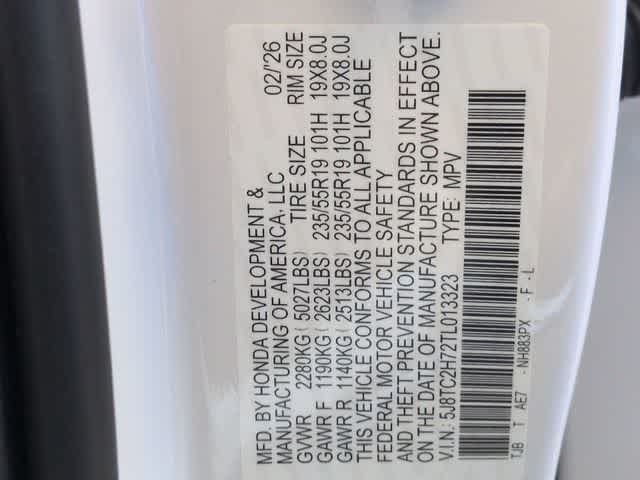 MFD. BY HONDA DEVELOPMENT &
MANUFACTURING OF AMERICA, LLC 02/'26
GVWR 2280KG (5027LBS) TIRE SIZE RIM SIZE
GAWR F 1190KG (2623LBS) 235/55R19 101H 19X8.0J
GAWR R 1140KG (2513LBS) 235/55R19 101H 19X8.0J
THIS VEHICLE CONFORMS TO ALL APPLICABLE
FEDERAL MOTOR VEHICLE SAFETY
AND THEFT PREVENTION STANDARDS IN EFFECT
ON THE DATE OF MANUFACTURE SHOWN ABOVE.
V.I.N.: 5J8TC2H72TL013323 TYPE: MPV
TJB T AE7 - NH883PX - F - L